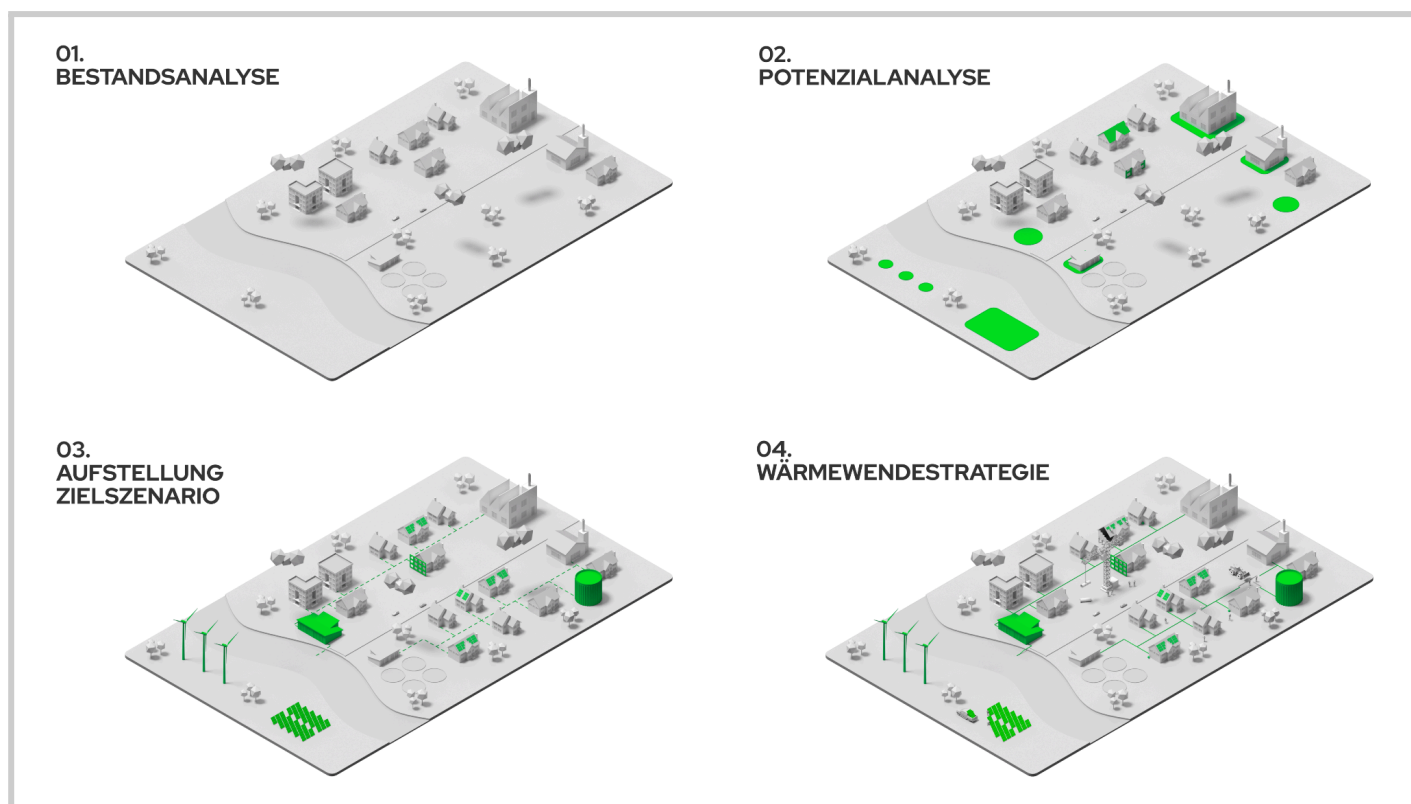 01.
BESTANDSANALYSE
02.
POTENZIALANALYSE
03.
AUFSTELLUNG
ZIELSZENARIO
04.
WÄRMEWENDESTRATEGIE